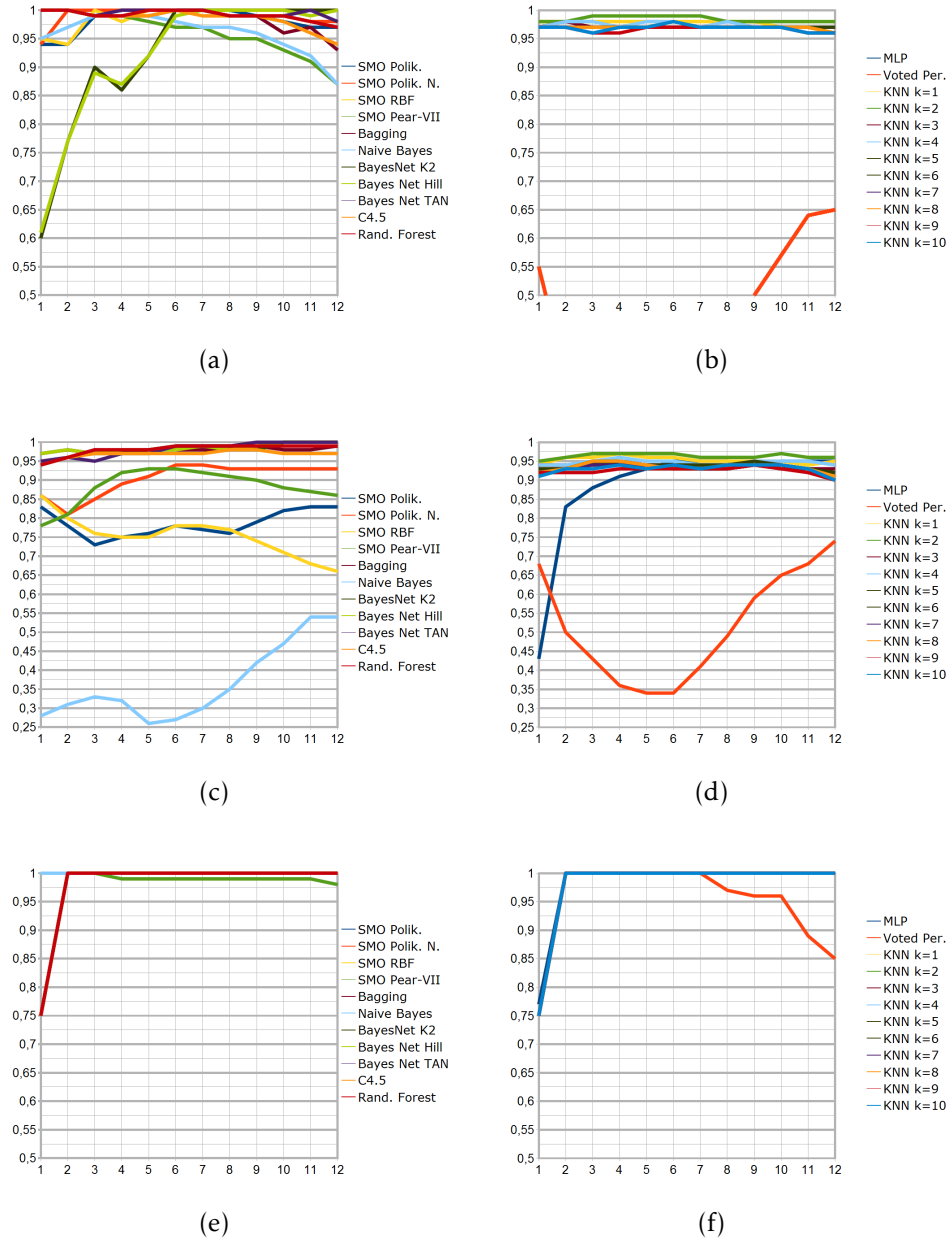 1
0,95
0,9
0,85
0,8
0,75
0,7
0,65
0,6
0,55
0,5
1 2 3 4 5 6 7 8 9 10 11 12
SMO Polik.
SMO Polik. N.
SMO RBF
SMO Pear-VII
Bagging
Naive Bayes
BayesNet K2
Bayes Net Hill
Bayes Net TAN
C4.5
Rand. Forest
(a)
1
0,95
0,9
0,85
0,8
0,75
0,7
0,65
0,6
0,55
0,5
1 2 3 4 5 6 7 8 9 10 11 12
MLP
Voted Per.
KNN k=1
KNN k=2
KNN k=3
KNN k=4
KNN k=5
KNN k=6
KNN k=7
KNN k=8
KNN k=9
KNN k=10
(b)
1
0,95
0,9
0,85
0,8
0,75
0,7
0,65
0,6
0,55
0,5
0,45
0,4
0,35
0,3
0,25
1 2 3 4 5 6 7 8 9 10 11 12
SMO Polik.
SMO Polik. N.
SMO RBF
SMO Pear-VII
Bagging
Naive Bayes
BayesNet K2
Bayes Net Hill
Bayes Net TAN
C4.5
Rand. Forest
(c)
1
0,95
0,9
0,85
0,8
0,75
0,7
0,65
0,6
0,55
0,5
0,45
0,4
0,35
0,3
0,25
1 2 3 4 5 6 7 8 9 10 11 12
MLP
Voted Per.
KNN k=1
KNN k=2
KNN k=3
KNN k=4
KNN k=5
KNN k=6
KNN k=7
KNN k=8
KNN k=9
KNN k=10
(d)
1
0,95
0,9
0,85
0,8
0,75
0,7
0,65
0,6
0,55
0,5
1 2 3 4 5 6 7 8 9 10 11 12
SMO Polik.
SMO Polik. N.
SMO RBF
SMO Pear-VII
Bagging
Naive Bayes
BayesNet K2
Bayes Net Hill
Bayes Net TAN
C4.5
Rand. Forest
(e)
1
0,95
0,9
0,85
0,8
0,75
0,7
0,65
0,6
0,55
0,5
1 2 3 4 5 6 7 8 9 10 11 12
MLP
Voted Per.
KNN k=1
KNN k=2
KNN k=3
KNN k=4
KNN k=5
KNN k=6
KNN k=7
KNN k=8
KNN k=9
KNN k=10
(f)